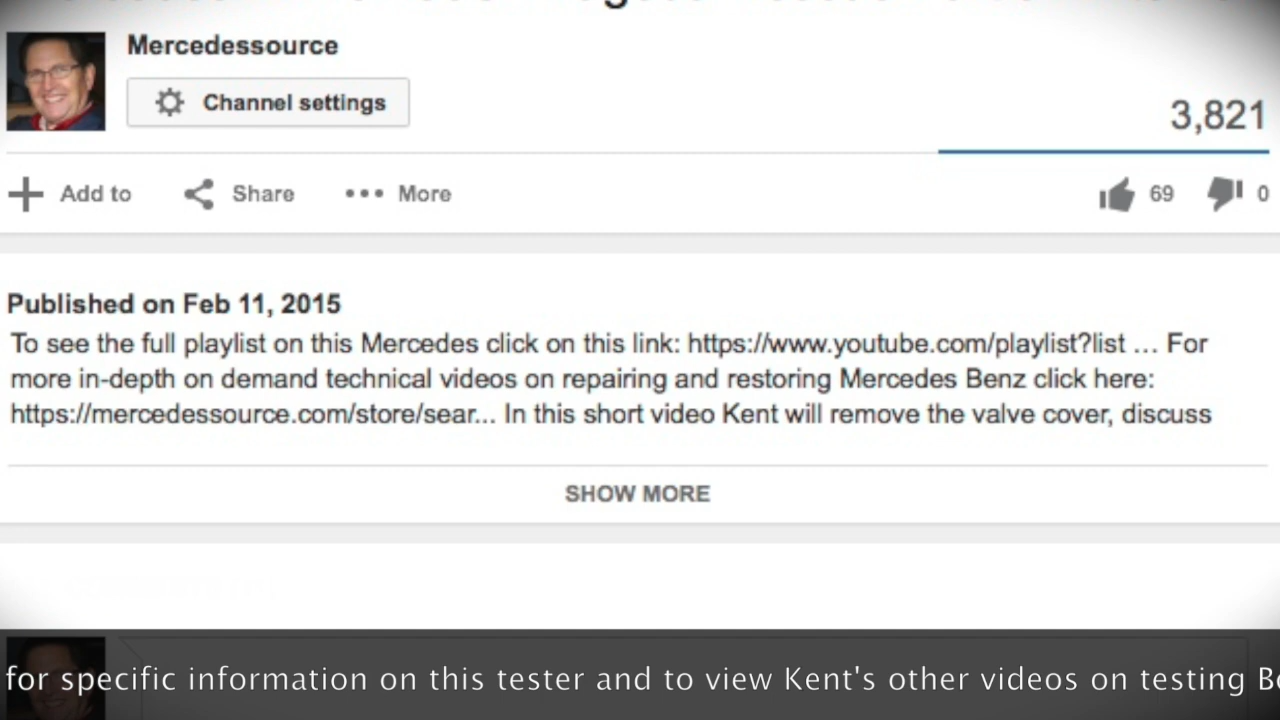 Mercedessource
Channel settings
3,821
Add to
Share
More
69
0
Published on Feb 11, 2015
To see the full playlist on this Mercedes click on this link: https://www.youtube.com/playlist?list ... For
more in-depth on demand technical videos on repairing and restoring Mercedes Benz click here:
https://mercedessource.com/store/sear... In this short video Kent will remove the valve cover, discuss
SHOW MORE
for specific information on this tester and to view Kent's other videos on testing